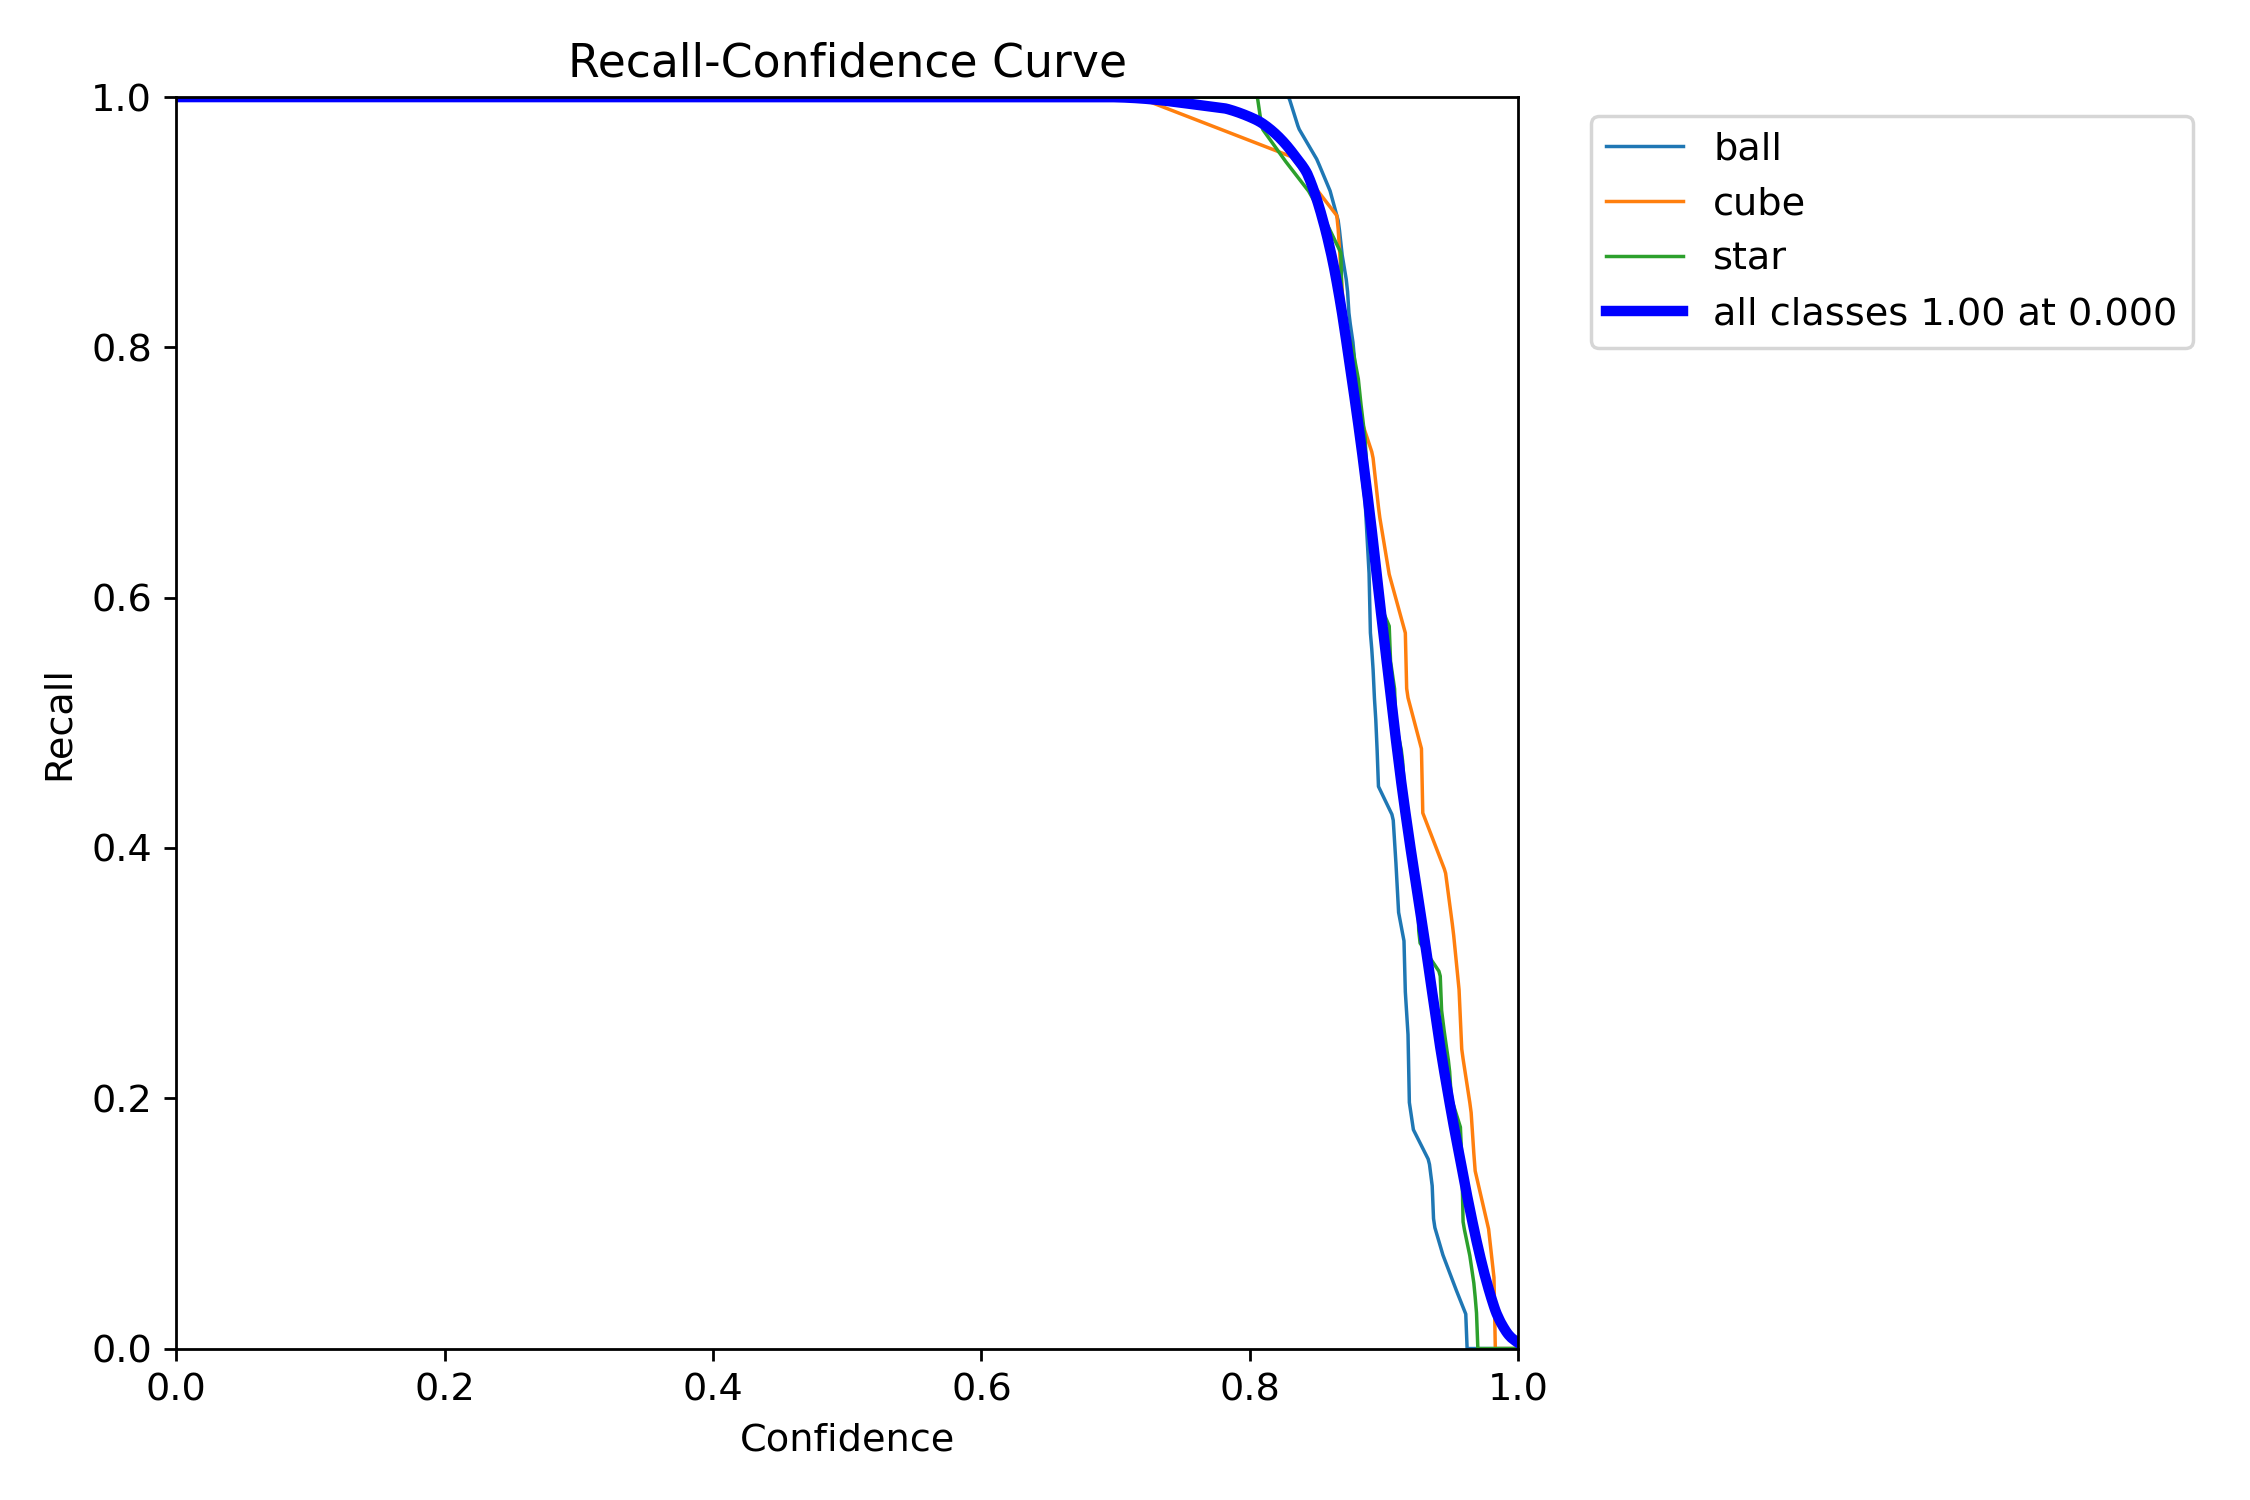 Recall-Confidence Curve
1.0
0.8
0.6
0.4
0.2
0.0
Recall
0.0 0.2 0.4 0.6 0.8 1.0
Confidence
ball
cube
star
all classes 1.00 at 0.000